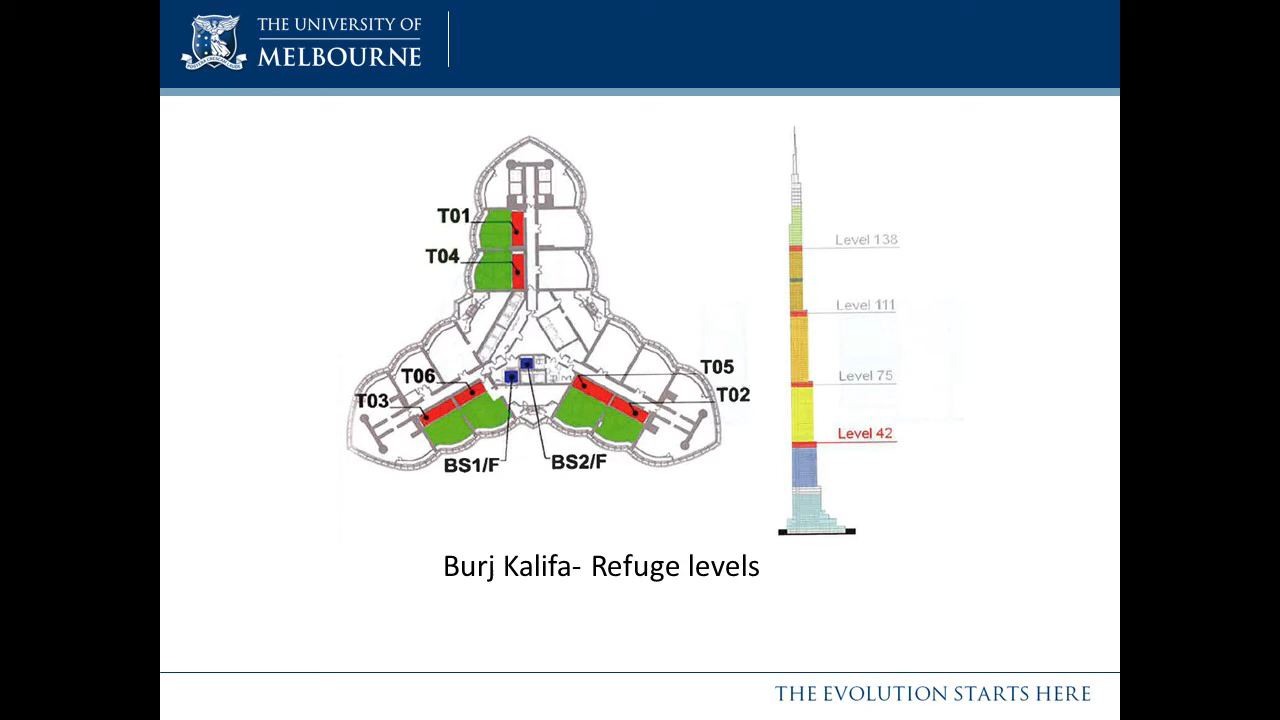 THE UNIVERSITY OF
MELBOURNE
T01
T04
T06
T03
T05
T02
BS1/F
BS2/F
Level 138
Level 111
Level 75
Level 42
Burj Kalifa- Refuge levels
THE EVOLUTION STARTS HERE